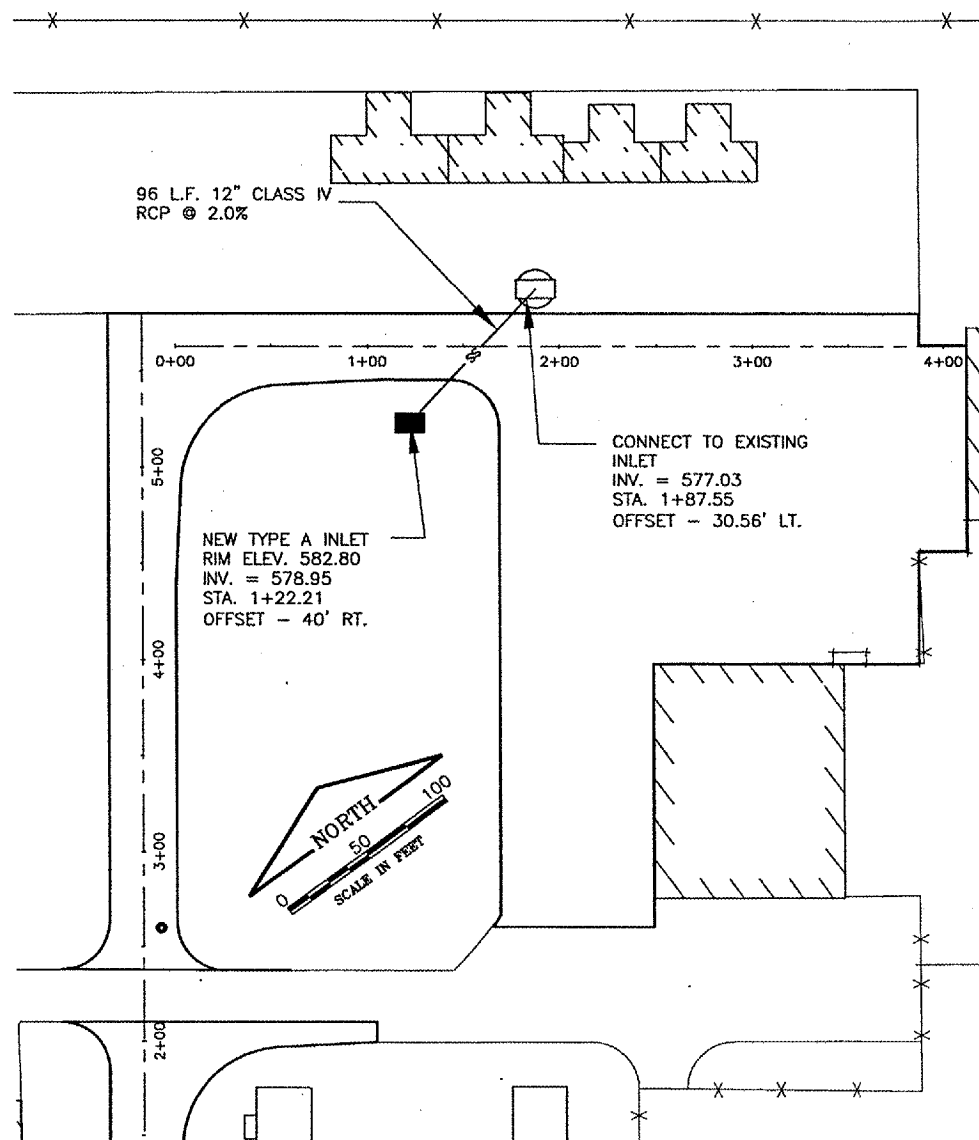 96 L.F. 12" CLASS IV
RCP @ 2.0%
S
0+00
1+00
2+00
3+00
4+00
CONNECT TO EXISTING
INLET
INV. = 577.03
STA. 1+87.55
OFFSET - 30.56' LT.
5+00
NEW TYPE A INLET
RIM ELEV. 582.80
INV. = 578.95
STA. 1+22.21
OFFSET - 40' RT.
4+00
NORTH
0 50 100
SCALE IN FEET
3+00
2+00